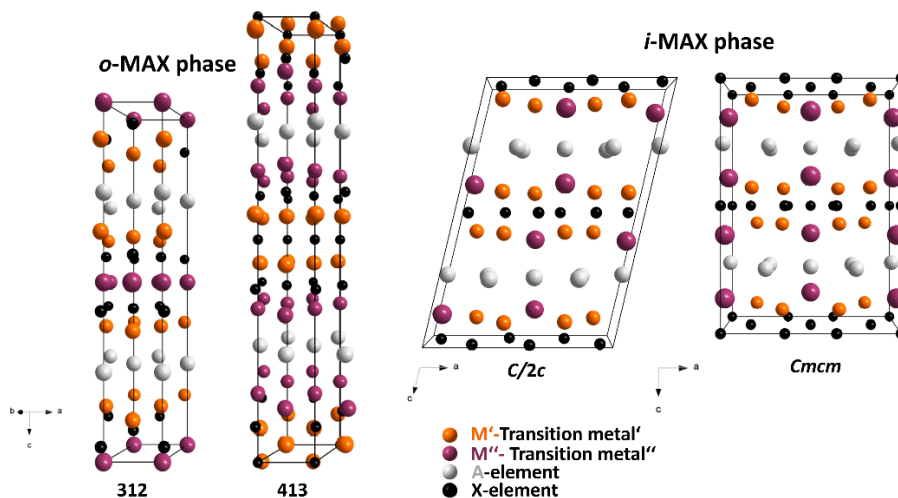 o-MAX phase
i-MAX phase
312
413
b
a
c
a
c
C/2c
a
c
Cmcm
M‘-Transition metal‘
M‘‘- Transition metal‘‘
A-element
X-element